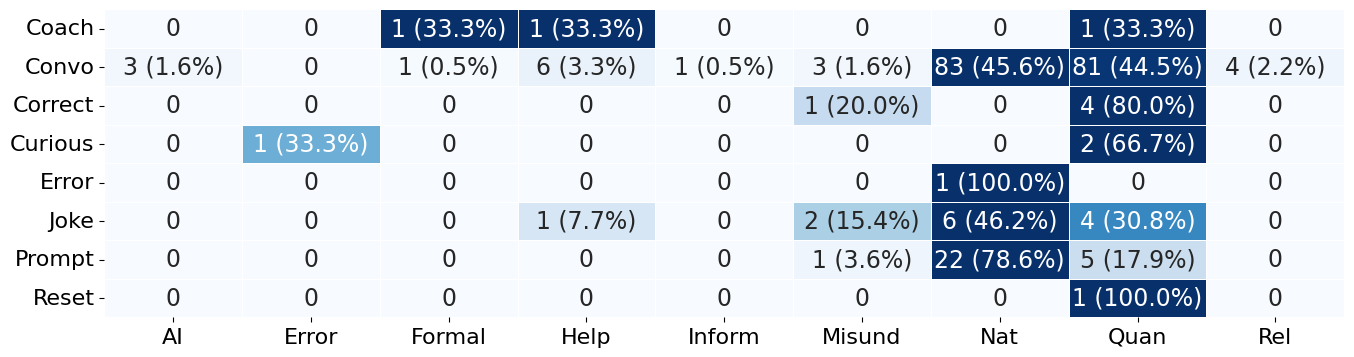 Coach 0 0 1 (33.3%) 1 (33.3%) 0 0 0 1 (33.3%) 0
Convo 3 (1.6%) 0 1 (0.5%) 6 (3.3%) 1 (0.5%) 3 (1.6%) 83 (45.6%) 81 (44.5%) 4 (2.2%)
Correct 0 0 0 0 0 1 (20.0%) 0 4 (80.0%) 0
Curious 0 1 (33.3%) 0 0 0 0 0 2 (66.7%) 0
Error 0 0 0 0 0 0 1 (100.0%) 0 0
Joke 0 0 0 1 (7.7%) 0 2 (15.4%) 6 (46.2%) 4 (30.8%) 0
Prompt 0 0 0 0 0 1 (3.6%) 22 (78.6%) 5 (17.9%) 0
Reset 0 0 0 0 0 0 0 1 (100.0%) 0
AI Error Formal Help Inform Misund Nat Quan Rel